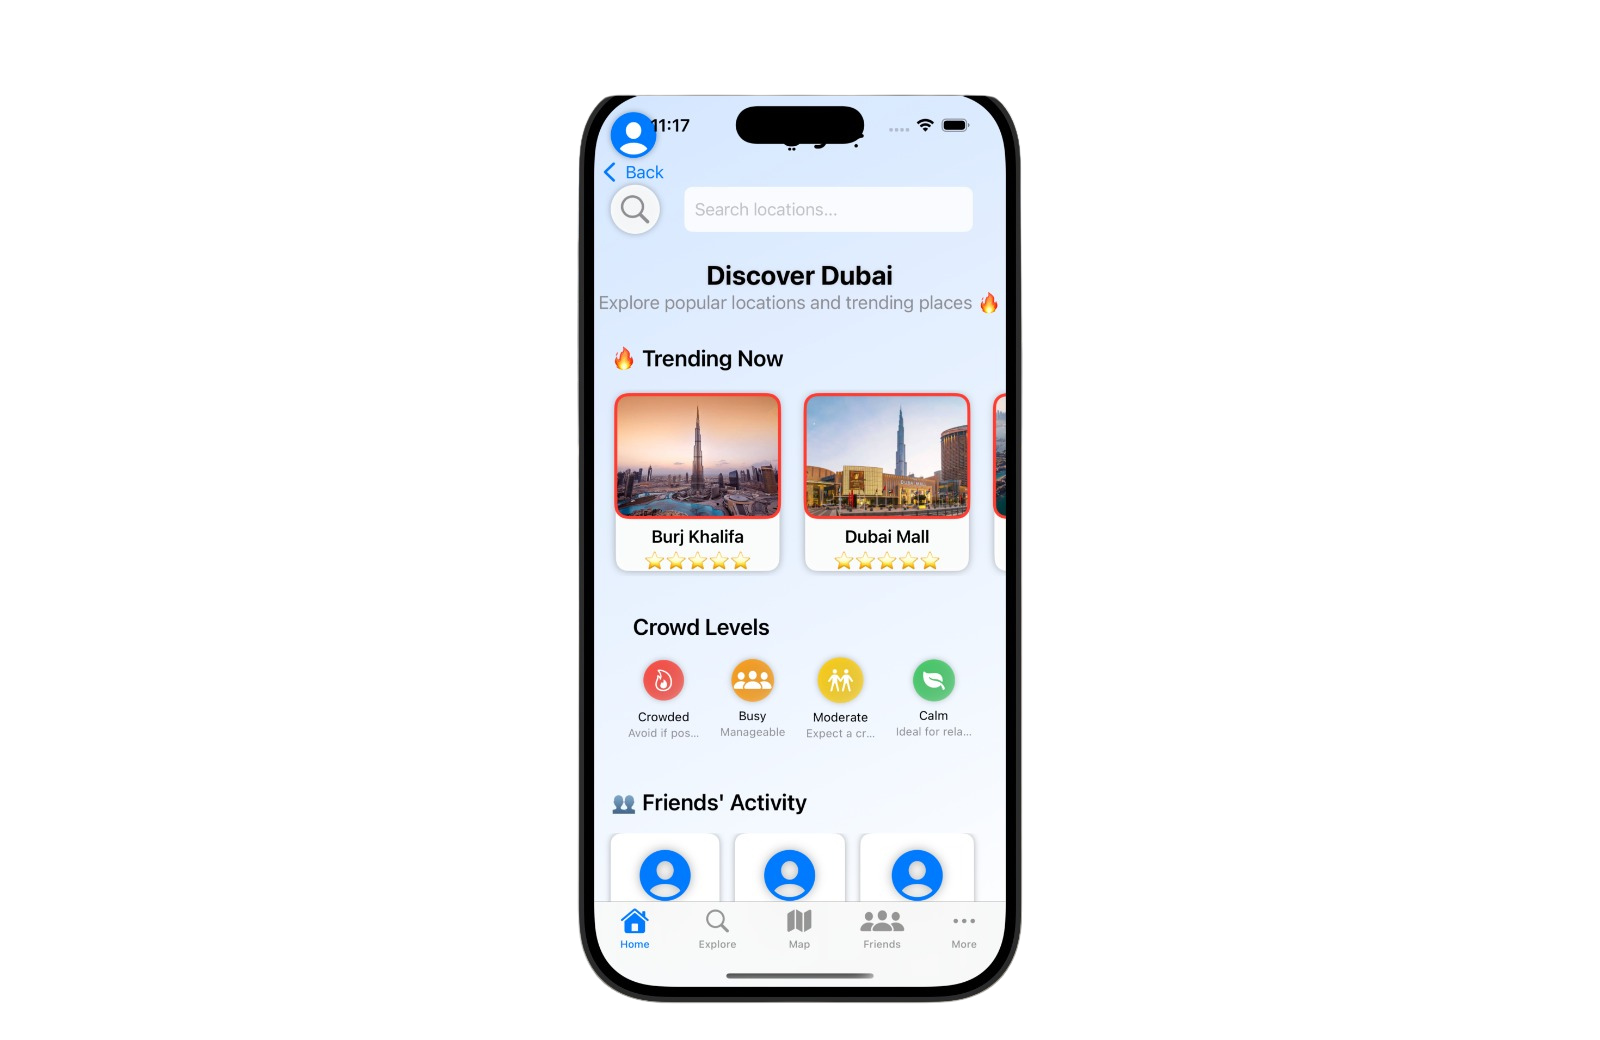 11:17
Back
Search locations...
Discover Dubai
Explore popular locations and trending places 🔥
🔥 Trending Now
Burj Khalifa
Dubai Mall
⭐⭐⭐⭐⭐
⭐⭐⭐⭐⭐
Crowd Levels
Crowded
Busy
Moderate
Calm
Avoid if pos...
Manageable
Expect a cr...
Ideal for rela...
👥 Friends' Activity
Home
Explore
Map
Friends
More